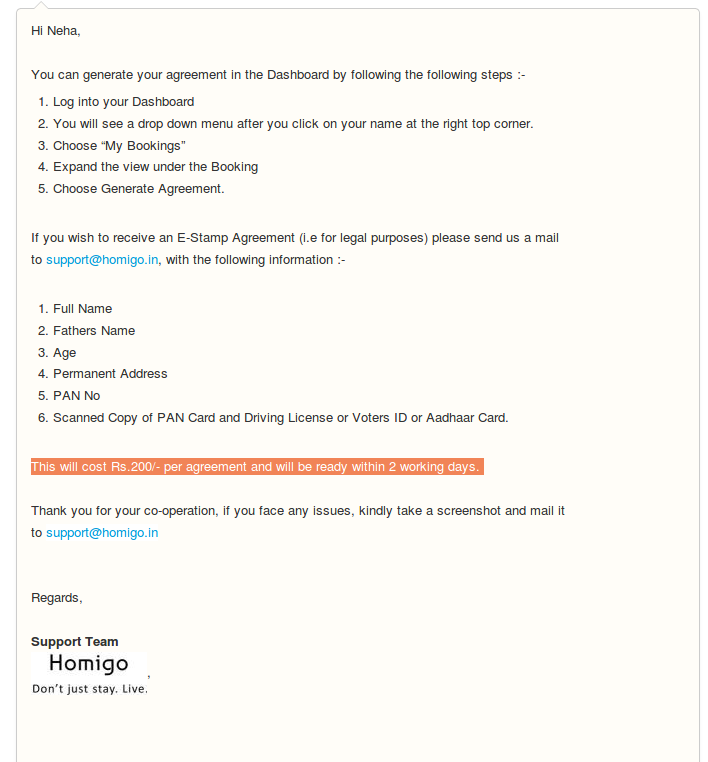 Hi Neha,
You can generate your agreement in the Dashboard by following the following steps :-
1. Log into your Dashboard
2. You will see a drop down menu after you click on your name at the right top corner.
3. Choose “My Bookings”
4. Expand the view under the Booking
5. Choose Generate Agreement.
If you wish to receive an E-Stamp Agreement (i.e for legal purposes) please send us a mail
to support@homigo.in, with the following information :-
1. Full Name
2. Fathers Name
3. Age
4. Permanent Address
5. PAN No
6. Scanned Copy of PAN Card and Driving License or Voters ID or Aadhaar Card.
This will cost Rs.200/- per agreement and will be ready within 2 working days.
Thank you for your co-operation, if you face any issues, kindly take a screenshot and mail it
to support@homigo.in
Regards,
Support Team
Homigo,
Don't just stay. Live.